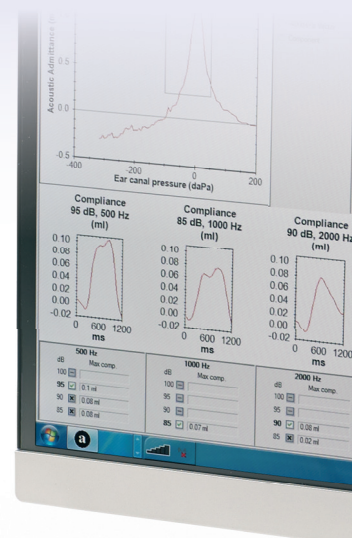 Acoustic Admittance
0.5
0.0
-0.5
-400
-200
0
200
Ear canal pressure (daPa)
Compliance
95 dB, 500 Hz
(ml)
0.10
0.08
0.06
0.04
0.02
0.00
-0.02
0 600 1200
ms
Compliance
85 dB, 1000 Hz
(ml)
0.10
0.08
0.06
0.04
0.02
0.00
-0.02
0 600 1200
ms
Compliance
90 dB, 2000 Hz
(ml)
0.10
0.08
0.06
0.04
0.02
0.00
-0.02
0 600 1200
ms
500 Hz
dB Max comp.
100
95 0.1 ml
90 0.08 ml
85 0.08 ml
1000 Hz
dB Max comp.
100
95
90
85 0.07 ml
2000 Hz
dB Max comp.
100
95
90 0.08 ml
85 0.02 ml
a